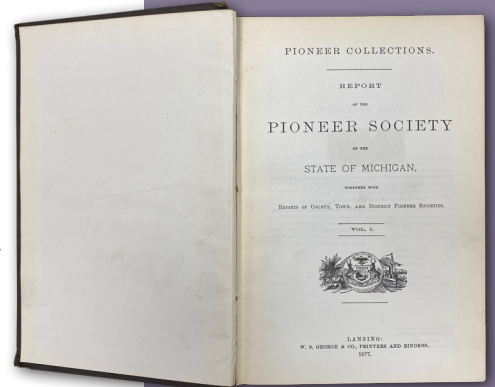 PIONEER COLLECTIONS.
REPORT
OF THE
PIONEER SOCIETY
OF THE
STATE OF MICHIGAN,
TOGETHER WITH
REPORTS OF COUNTY, TOWN, AND DISTRICT PIONEER SOCIETIES.
VOL. I.
LANSING:
W. S. GEORGE & CO., PRINTERS AND BINDERS,
1877.